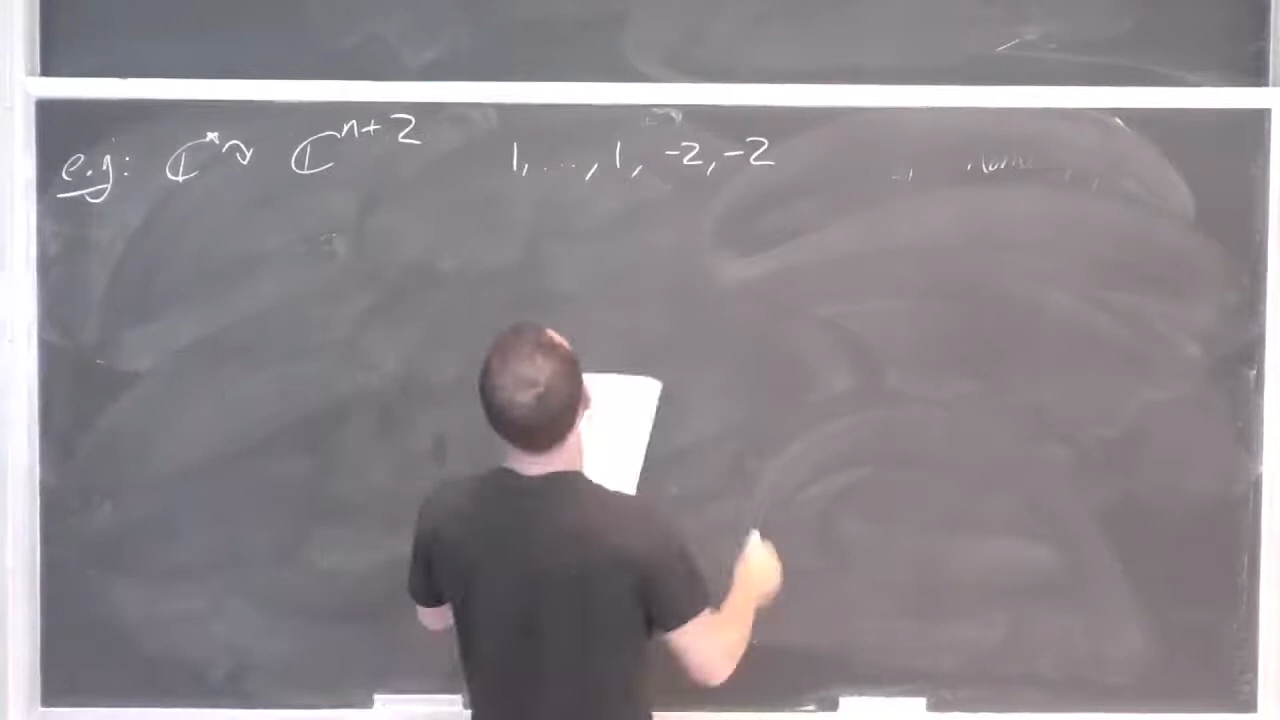 e.g: ℂ* ↷ ℂ^{n+2} 1, ..., 1, -2, -2